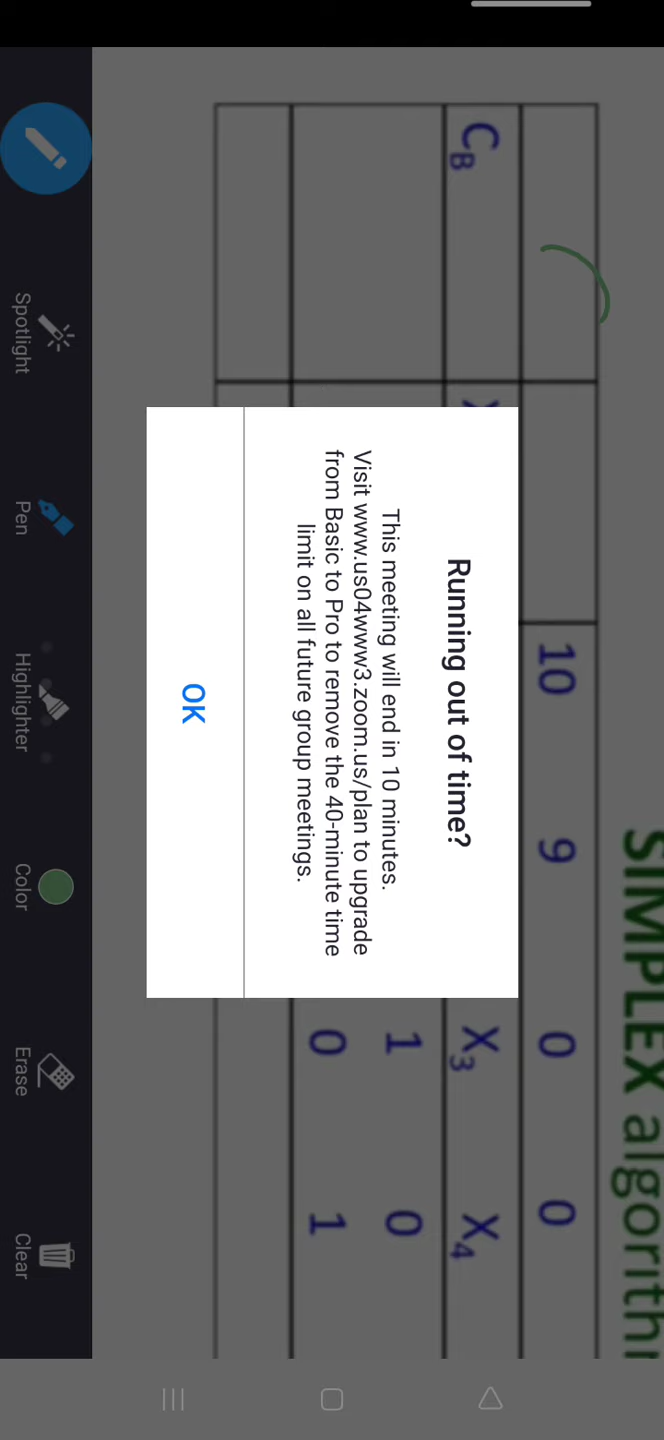 SIMPLEX
10 9 0 0
C_B X₃ X₄
1 0
0 1
Running out of time?
This meeting will end in 10 minutes.
Visit www.us04www3.zoom.us/plan to upgrade
from Basic to Pro to remove the 40-minute time
limit on all future group meetings.
OK
Spotlight
Pen
Highlighter
Color
Erase
Clear